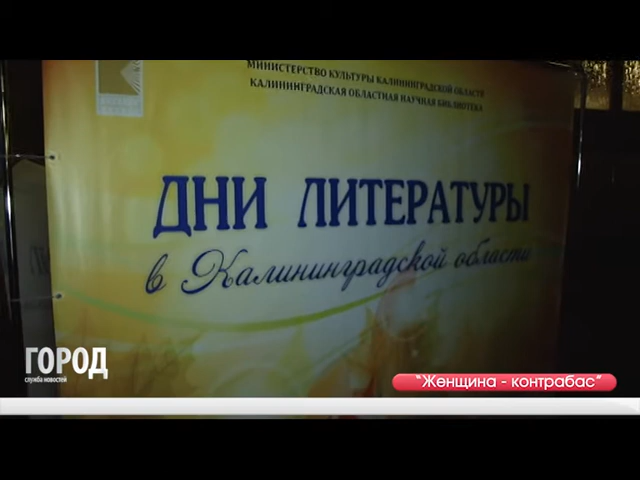 МИНИСТЕРСТВО КУЛЬТУРЫ КАЛИНИНГРАДСКОЙ ОБЛАСТИ
КАЛИНИНГРАДСКАЯ ОБЛАСТНАЯ НАУЧНАЯ БИБЛИОТЕКА
ДНИ ЛИТЕРАТУРЫ
в Калининградской области
ГОРОД
служба новостей
"Женщина - контрабас"